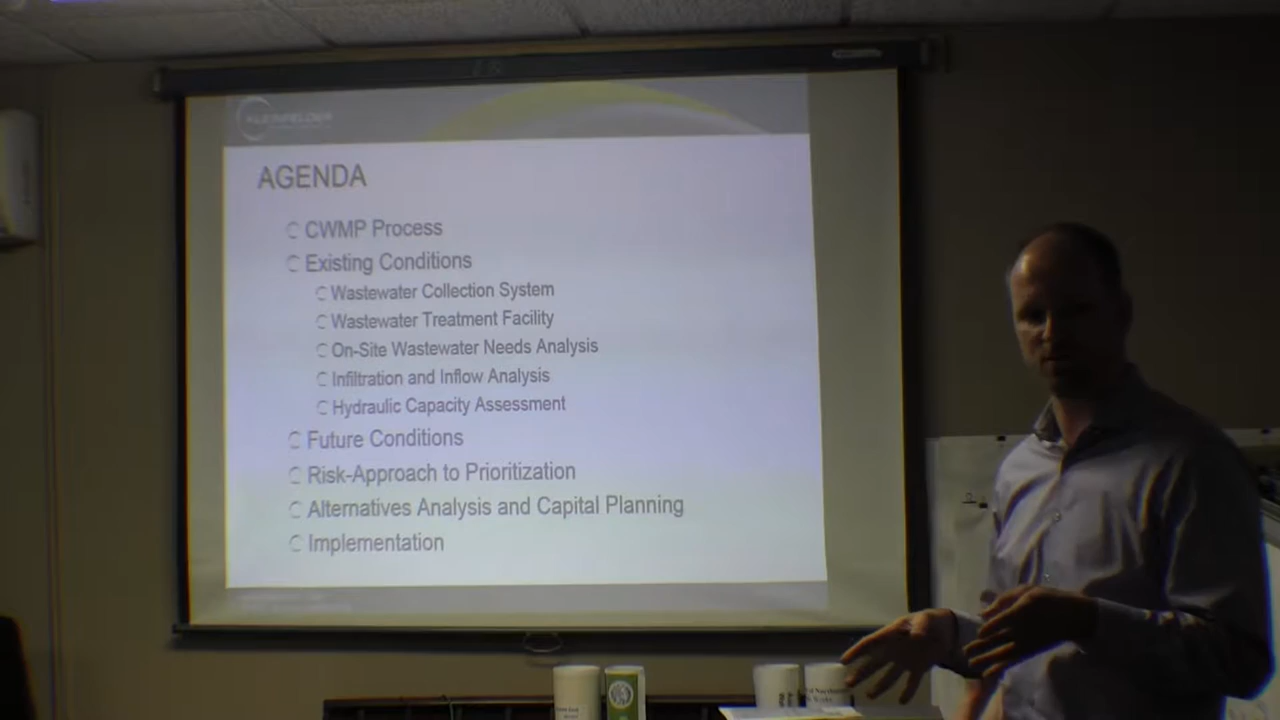 KLEINFELDER
AGENDA
CWMP Process
Existing Conditions
Wastewater Collection System
Wastewater Treatment Facility
On-Site Wastewater Needs Analysis
Infiltration and Inflow Analysis
Hydraulic Capacity Assessment
Future Conditions
Risk-Approach to Prioritization
Alternatives Analysis and Capital Planning
Implementation